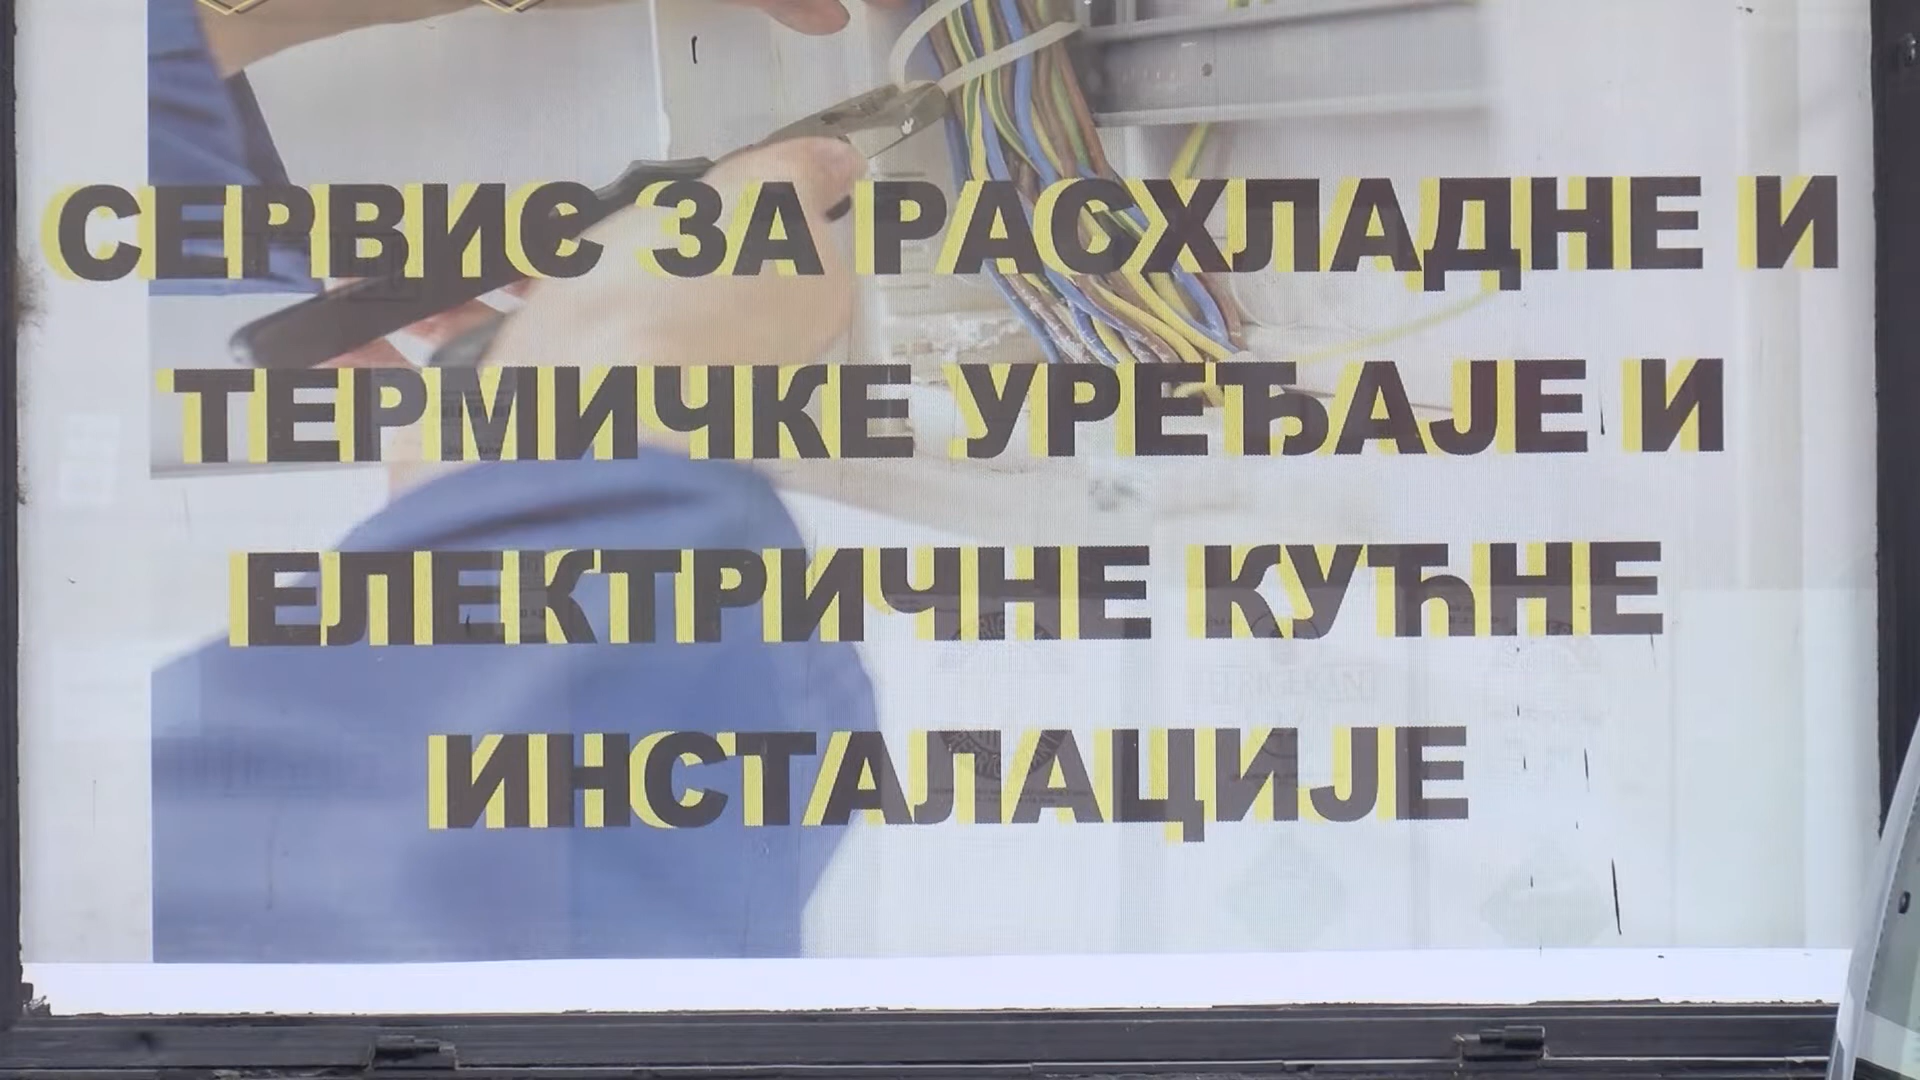 СЕРВИС ЗА РАСХЛАДНЕ И
ТЕРМИЧКЕ УРЕЂАЈЕ И
ЕЛЕКТРИЧНЕ КУЋНЕ
ИНСТАЛАЦИЈЕ